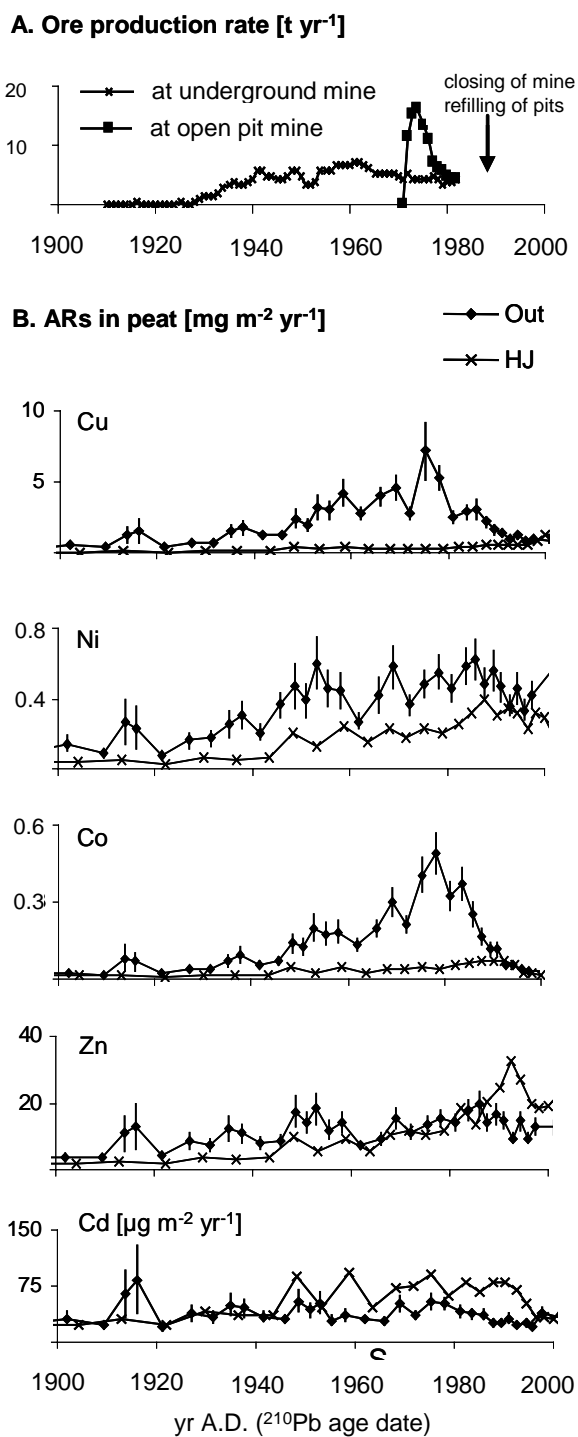 A. Ore production rate [t yr⁻¹]
20
10
at underground mine
at open pit mine
closing of mine
refilling of pits
1900 1920 1940 1960 1980 2000
B. ARs in peat [mg m⁻² yr⁻¹]
Out
HJ
10
5
Cu
0.8
0.4
Ni
0.6
0.3
Co
40
20
Zn
150
75
Cd [µg m⁻² yr⁻¹]
1900 1920 1940 1960 1980 2000
yr A.D. (²¹⁰Pb age date)